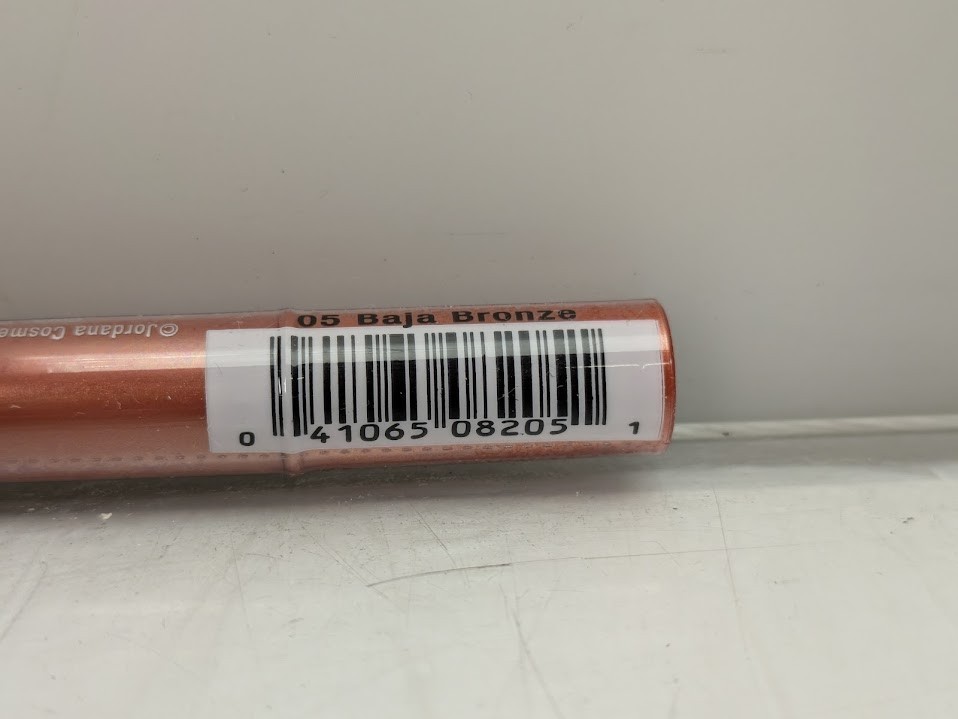 05 Baja Bronze
0 41065 08205 1
©Jordana Cosme